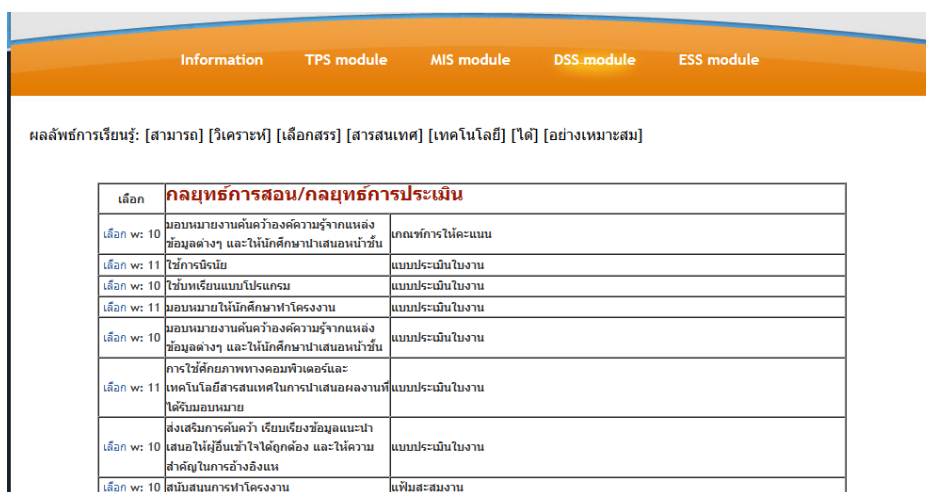 Information TPS module MIS module DSS module ESS module
ผลลัพธ์การเรียนรู้: [สามารถ] [วิเคราะห์] [เลือกสรร] [สารสนเทศ] [เทคโนโลยี] [ได้] [อย่างเหมาะสม]
เลือก กลยุทธ์การสอน/กลยุทธ์การประเมิน
เลือก w: 10 มอบหมายงานค้นคว้าองค์ความรู้จากแหล่ง
ข้อมูลต่างๆ และให้นักศึกษานำเสนอหน้าชั้น เกณฑ์การให้คะแนน
เลือก w: 11 ใช้การนิรนัย แบบประเมินใบงาน
เลือก w: 10 ใช้บทเรียนแบบโปรแกรม แบบประเมินใบงาน
เลือก w: 11 มอบหมายให้นักศึกษาทำโครงงาน แบบประเมินใบงาน
เลือก w: 10 มอบหมายงานค้นคว้าองค์ความรู้จากแหล่ง
ข้อมูลต่างๆ และให้นักศึกษานำเสนอหน้าชั้น แบบประเมินใบงาน
การใช้ศักยภาพทางคอมพิวเตอร์และ
เลือก w: 11 เทคโนโลยีสารสนเทศในการนำเสนอผลงานที่ แบบประเมินใบงาน
ได้รับมอบหมาย
ส่งเสริมการค้นคว้า เรียบเรียงข้อมูลแนะนำ
เลือก w: 10 เสนอให้ผู้อื่นเข้าใจได้ถูกต้อง และให้ความ แบบประเมินใบงาน
สำคัญในการอ้างอิงแห
เลือก w: 10 สนับสนุนการทำโครงงาน แฟ้มสะสมงาน